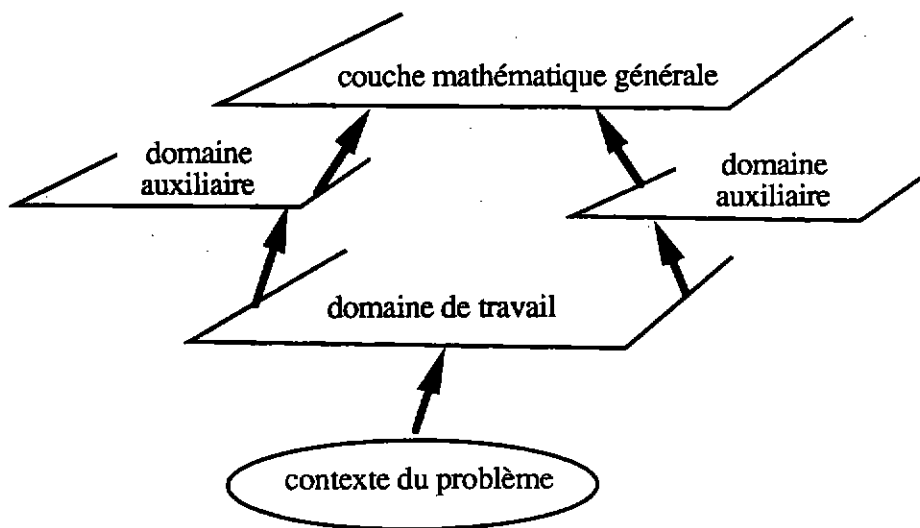 couche mathématique générale
domaine
auxiliaire
domaine
auxiliaire
domaine de travail
contexte du problème